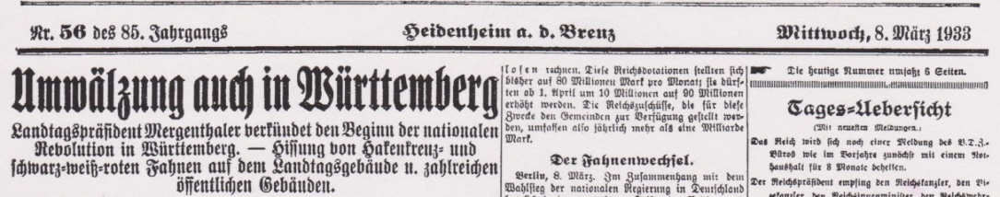 Nr. 56 des 85. Jahrgangs
Heidenheim a. d. Brenz
Mittwoch, 8. März 1933
Umwälzung auch in Württemberg
Landtagspräsident Mergenthaler verkündet den Beginn der nationalen
Revolution in Württemberg. — Hissung von Hakenkreuz- und
schwarz-weiß-roten Fahnen auf dem Landtagsgebäude u. zahlreichen
öffentlichen Gebäuden.
losen rechnen. Diese Reichsdotationen stellten sich
bisher auf 80 Millionen Mark pro Monat; sie dürf-
ten ab 1. April um 10 Millionen auf 90 Millionen
erhöht werden. Die Reichszuschüsse, die für diese
Zwecke den Gemeinden zur Verfügung gestellt wer-
den, umfassen also jährlich mehr als eine Milliarde
Mark.
Der Fahnenwechsel.
Berlin, 8. März. Im Zusammenhang mit dem
Wahlsieg der nationalen Regierung in Deutschland
Die heutige Nummer umfaßt 6 Seiten.
Tages=Uebersicht
(Mit neuesten Meldungen.)
Das Reich wird sich nach einer Meldung des V.D.Z.-
Büros wie im Vorjahre zunächst mit einem Not-
haushalt für 3 Monate behelfen.
Der Reichspräsident empfing den Reichskanzler, den Vi-